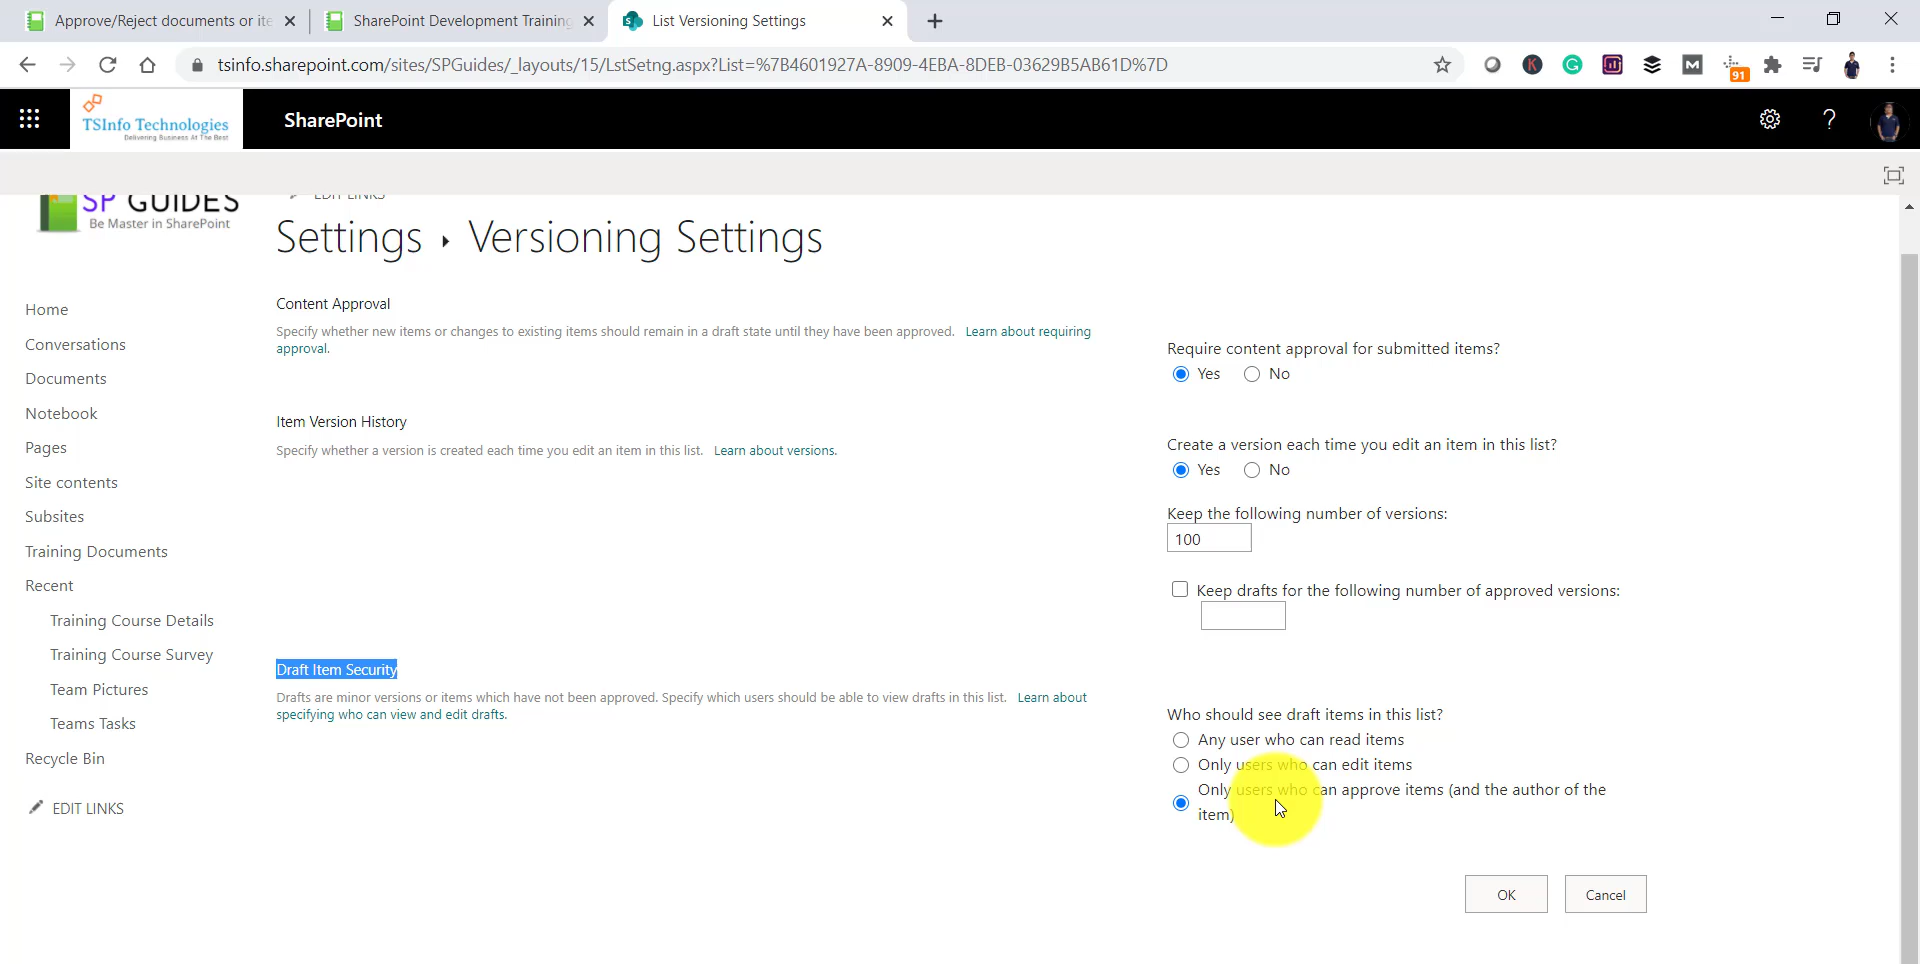 Approve/Reject documents or ite
SharePoint Development Training
List Versioning Settings
tsinfo.sharepoint.com/sites/SPGuides/_layouts/15/LstSetng.aspx?List=%7B4601927A-8909-4EBA-8DEB-03629B5AB61D%7D
K
G
M
91
TSInfo Technologies
Delivering Business At The Best
SharePoint
?
SP GUIDES
Be Master in SharePoint
EDIT LINKS
Settings ▸ Versioning Settings
Home
Conversations
Documents
Notebook
Pages
Site contents
Subsites
Training Documents
Recent
Training Course Details
Training Course Survey
Team Pictures
Teams Tasks
Recycle Bin
EDIT LINKS
Content Approval
Specify whether new items or changes to existing items should remain in a draft state until they have been approved. Learn about requiring
approval.
Require content approval for submitted items?
Yes No
Item Version History
Specify whether a version is created each time you edit an item in this list. Learn about versions.
Create a version each time you edit an item in this list?
Yes No
Keep the following number of versions:
100
Keep drafts for the following number of approved versions:
Draft Item Security
Drafts are minor versions or items which have not been approved. Specify which users should be able to view drafts in this list. Learn about
specifying who can view and edit drafts.
Who should see draft items in this list?
Any user who can read items
Only users who can edit items
Only users who can approve items (and the author of the
item)
OK Cancel